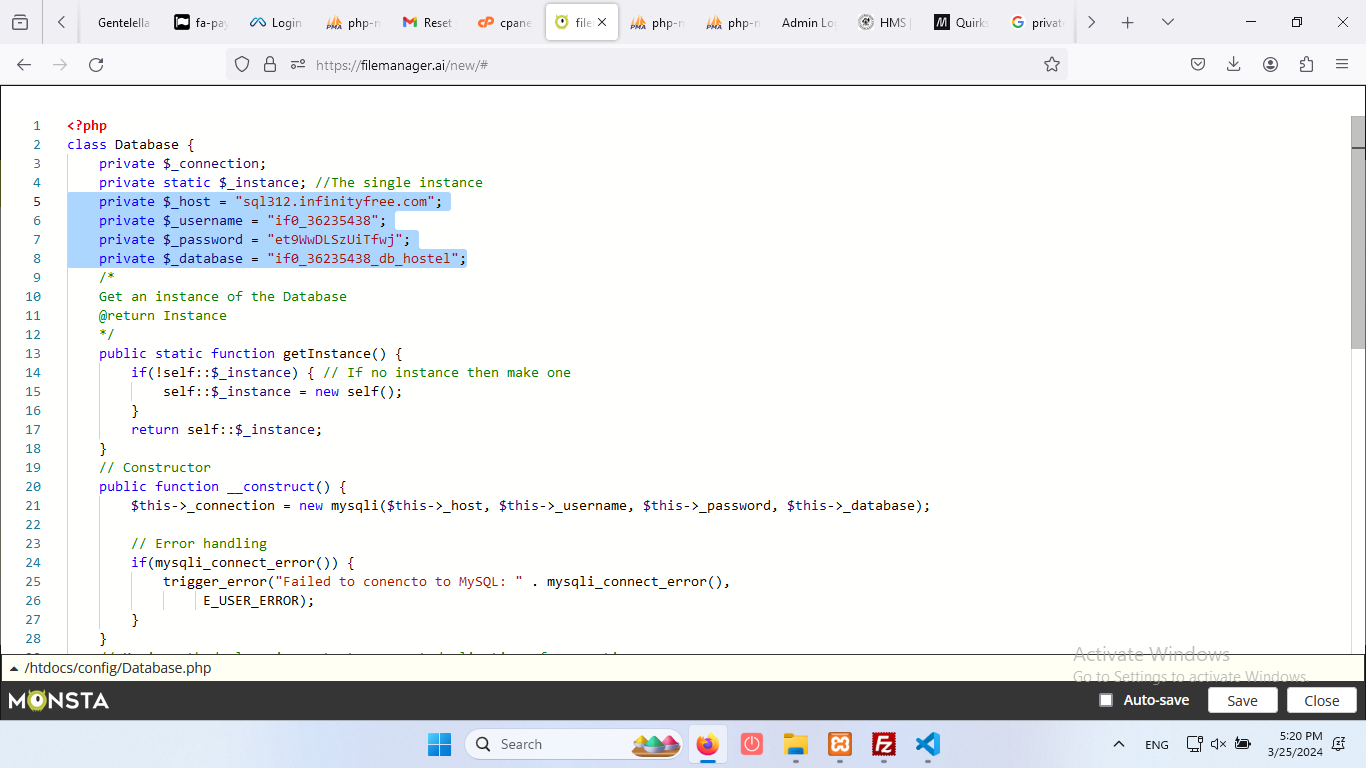 Gentelella
fa-pay
Login
php-n
Reset
cpane
file
php-n
php-n
Admin Lo
HMS |
Quirk
privat
https://filemanager.ai/new/#
1 <?php
2 class Database {
3 private $_connection;
4 private static $_instance; //The single instance
5 private $_host = "sql312.infinityfree.com";
6 private $_username = "if0_36235438";
7 private $_password = "et9WwDLSzUiTfwj";
8 private $_database = "if0_36235438_db_hostel";
9 /*
10 Get an instance of the Database
11 @return Instance
12 */
13 public static function getInstance() {
14 if(!self::$_instance) { // If no instance then make one
15 self::$_instance = new self();
16 }
17 return self::$_instance;
18 }
19 // Constructor
20 public function __construct() {
21 $this->_connection = new mysqli($this->_host, $this->_username, $this->_password, $this->_database);
22
23 // Error handling
24 if(mysqli_connect_error()) {
25 trigger_error("Failed to conencto to MySQL: " . mysqli_connect_error(),
26 E_USER_ERROR);
27 }
28 }
/htdocs/config/Database.php
Activate Windows
Go to Settings to activate Windows.
MONSTA
Auto-save
Save
Close
Search
ENG
5:20 PM
3/25/2024